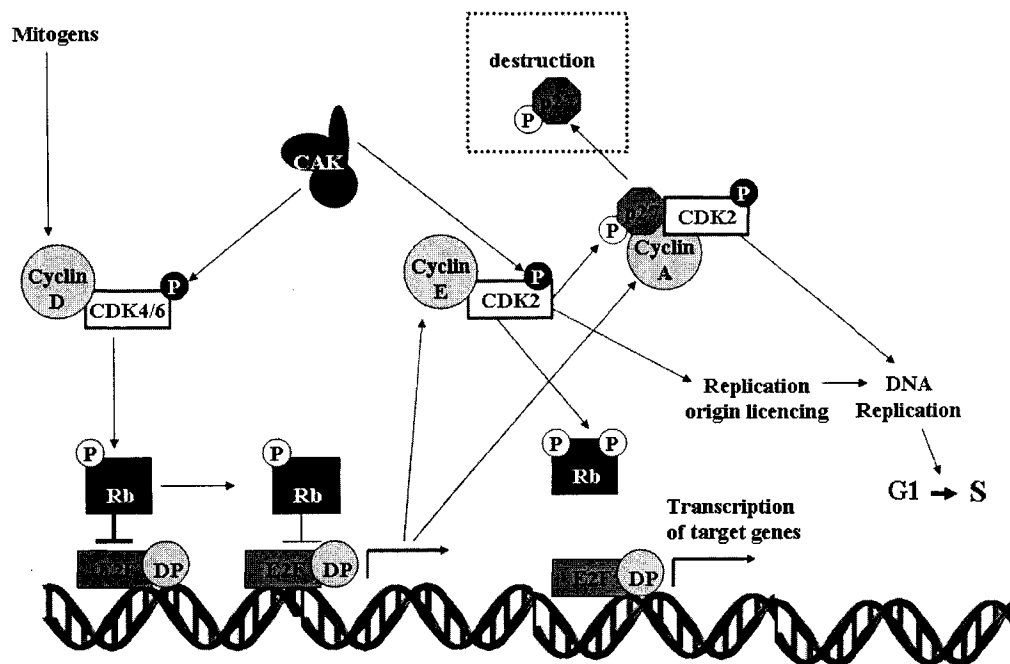 Mitogens
destruction
P
CAK
P
CDK2
P
Cyclin
A
Cyclin
D
P
CDK4/6
Cyclin
E
P
CDK2
Replication
origin licencing
DNA
Replication
P
Rb
P
Rb
P P
Rb
G1 S
Transcription
of target genes
DP
E2F DP
E2F DP